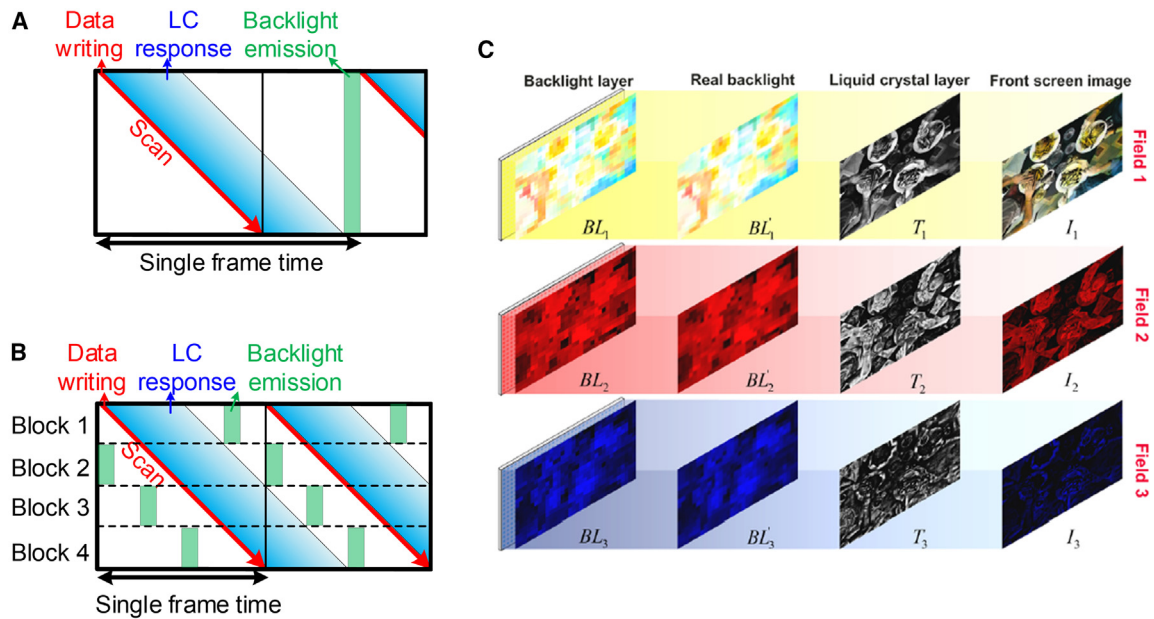 A
Data writing
LC response
Backlight emission
Scan
Single frame time
B
Data writing
LC response
Backlight emission
Block 1
Block 2
Block 3
Block 4
Scan
Single frame time
C
Backlight layer
Real backlight
Liquid crystal layer
Front screen image
BL₁
BL'₁
T₁
I₁
Field 1
BL₂
BL'₂
T₂
I₂
Field 2
BL₃
BL'₃
T₃
I₃
Field 3